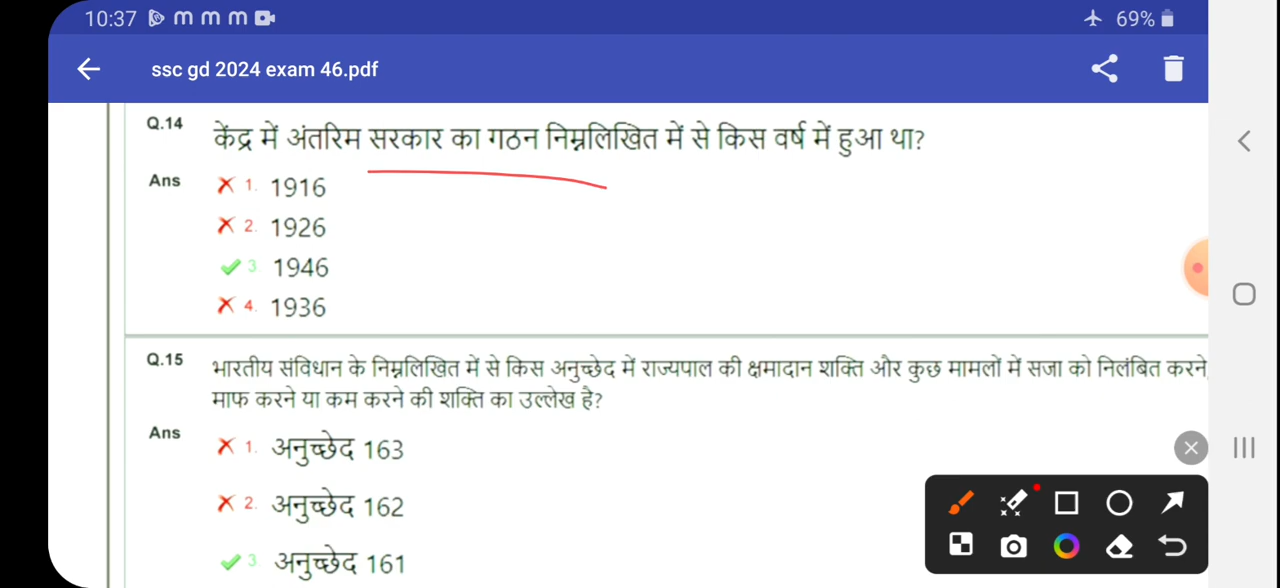 10:37 m m m 69%
ssc gd 2024 exam 46.pdf
Q.14 केंद्र में अंतरिम सरकार का गठन निम्नलिखित में से किस वर्ष में हुआ था?
Ans 1. 1916
2. 1926
3. 1946
4. 1936
Q.15 भारतीय संविधान के निम्नलिखित में से किस अनुच्छेद में राज्यपाल की क्षमादान शक्ति और कुछ मामलों में सजा को निलंबित करने
माफ करने या कम करने की शक्ति का उल्लेख है?
Ans 1. अनुच्छेद 163
2. अनुच्छेद 162
3. अनुच्छेद 161